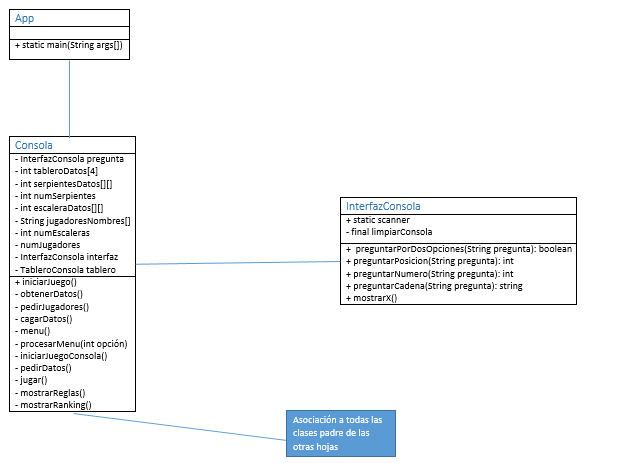 App
+ static main(String args[])
Consola
- InterfazConsola pregunta
- int tableroDatos[4]
- int serpientesDatos[][]
- int numSerpientes
- int escaleraDatos[][]
- String jugadoresNombres[]
- int numEscaleras
- numJugadores
- InterfazConsola interfaz
- TableroConsola tablero
+ iniciarJuego()
- obtenerDatos()
- pedirJugadores()
- cagarDatos()
- menu()
- procesarMenu(int opción)
- iniciarJuegoConsola()
- pedirDatos()
- jugar()
- mostrarReglas()
- mostrarRanking()
InterfazConsola
+ static scanner
- final limpiarConsola
+ preguntarPorDosOpciones(String pregunta): boolean
+ preguntarPosicion(String pregunta): int
+ preguntarNumero(String pregunta): int
+ preguntarCadena(String pregunta): string
+ mostrarX()
Asociación a todas las
clases padre de las
otras hojas